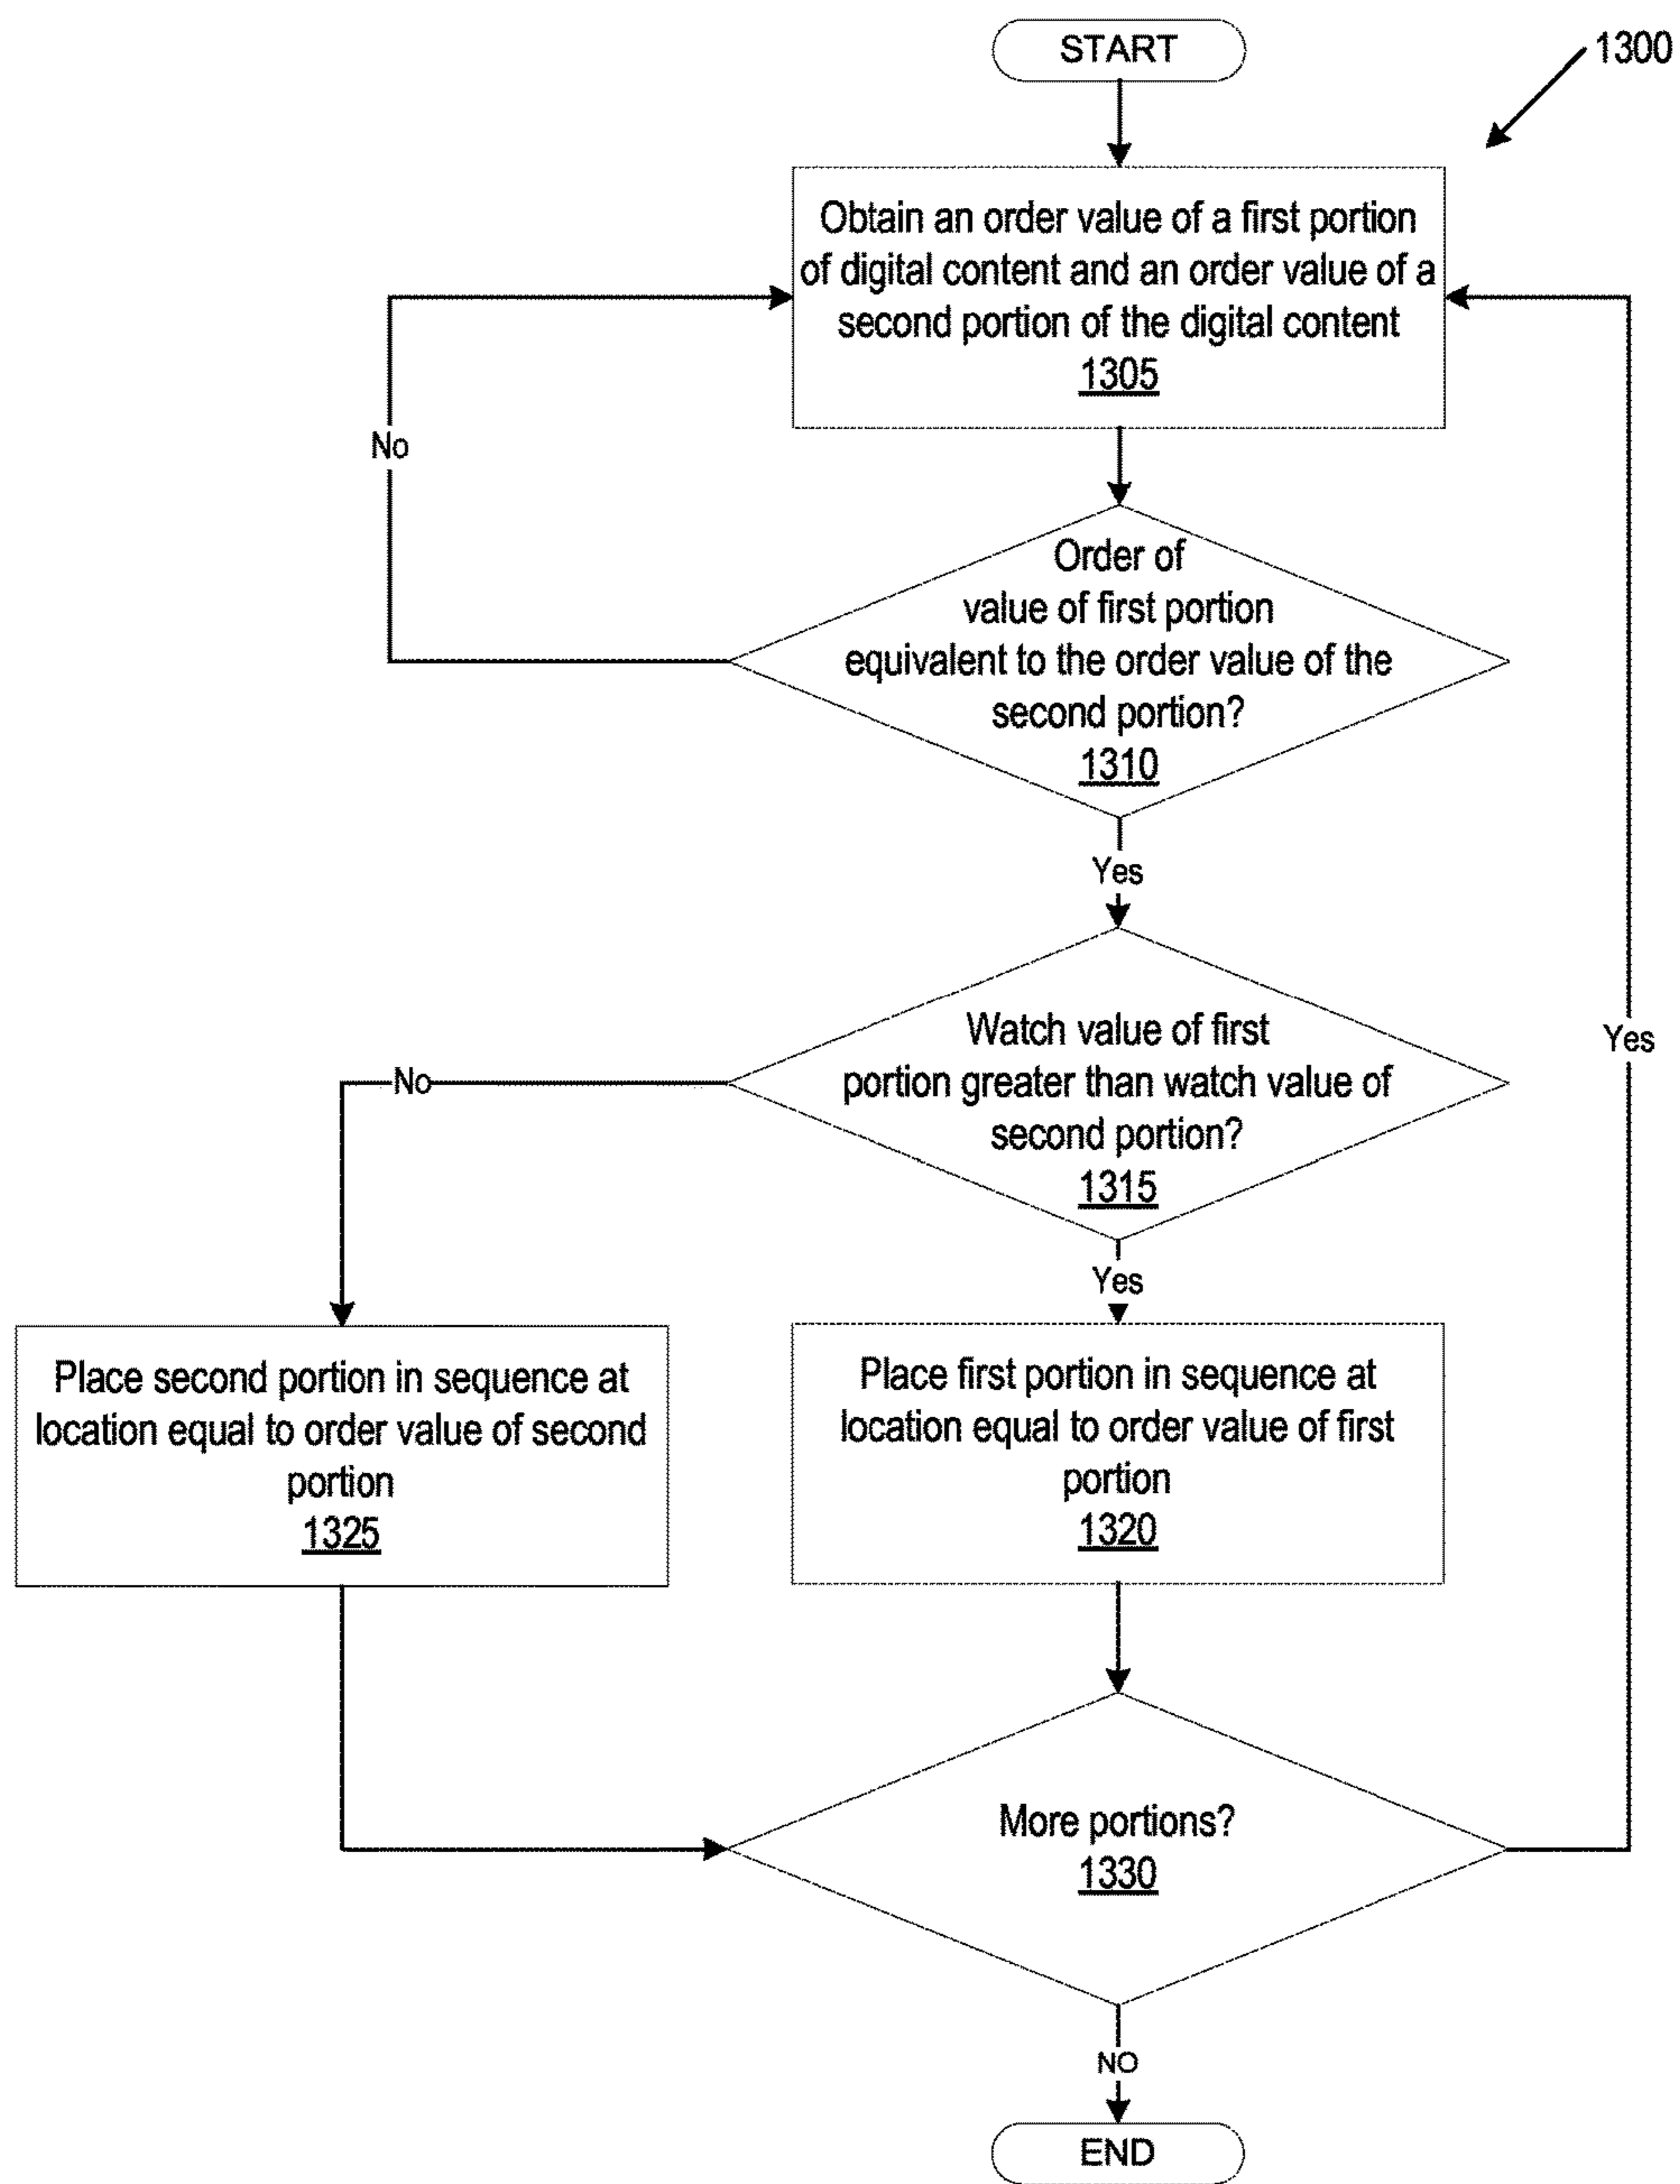 START
1300
Obtain an order value of a first portion
of digital content and an order value of a
second portion of the digital content
1305
No
Order of
value of first portion
equivalent to the order value of the
second portion?
1310
Yes
Watch value of first
portion greater than watch value of
second portion?
1315
Yes
No
Yes
Place second portion in sequence at
location equal to order value of second
portion
1325
Place first portion in sequence at
location equal to order value of first
portion
1320
More portions?
1330
NO
END